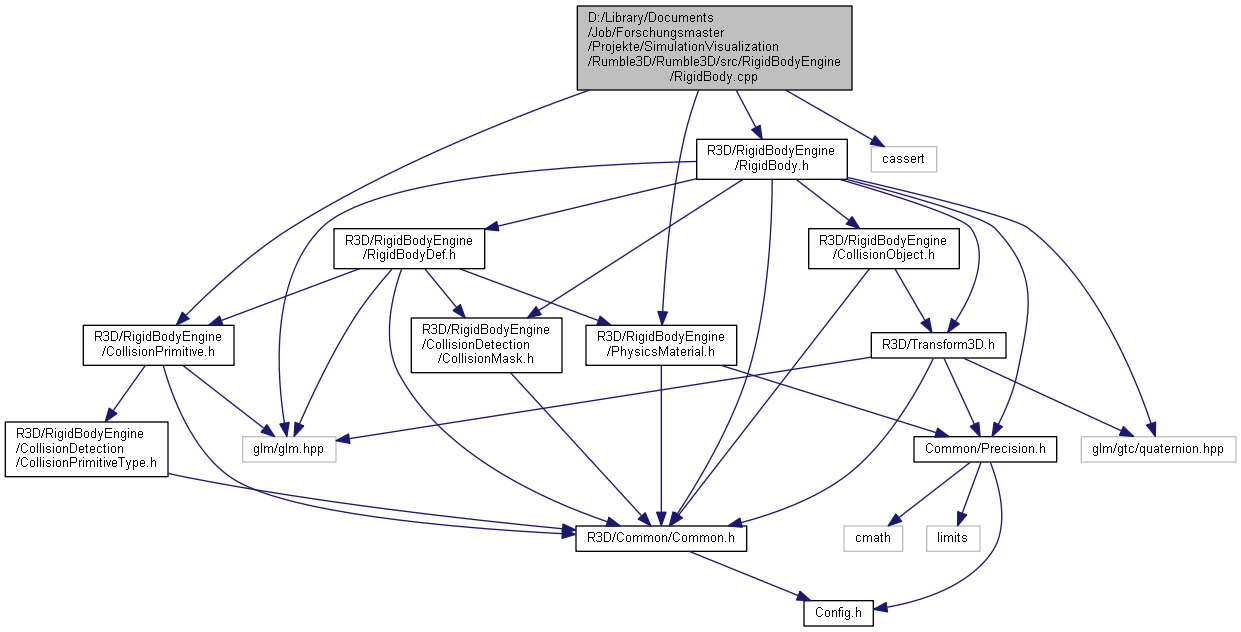 D:/Library/Documents
/Job/Forschungsmaster
/Projekte/SimulationVisualization
/Rumble3D/Rumble3D/src/RigidBodyEngine
/RigidBody.cpp
R3D/RigidBodyEngine
/RigidBody.h
cassert
R3D/RigidBodyEngine
/RigidBodyDef.h
R3D/RigidBodyEngine
/CollisionObject.h
R3D/RigidBodyEngine
/CollisionPrimitive.h
R3D/RigidBodyEngine
/CollisionDetection
/CollisionMask.h
R3D/RigidBodyEngine
/PhysicsMaterial.h
R3D/Transform3D.h
R3D/RigidBodyEngine
/CollisionDetection
/CollisionPrimitiveType.h
glm/glm.hpp
Common/Precision.h
glm/gtc/quaternion.hpp
R3D/Common/Common.h
cmath
limits
Config.h